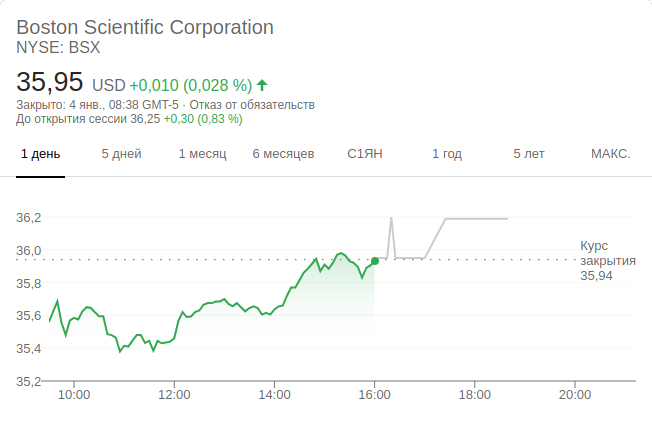 Boston Scientific Corporation
NYSE: BSX
35,95 USD +0,010 (0,028 %)
Закрыто: 4 янв., 08:38 GMT-5 · Отказ от обязательств
До открытия сессии 36,25 +0,30 (0,83 %)
1 день 5 дней 1 месяц 6 месяцев С1ЯН 1 год 5 лет МАКС.
36,2
36,0
35,8
35,6
35,4
35,2
Курс
закрытия
35,94
10:00 12:00 14:00 16:00 18:00 20:00